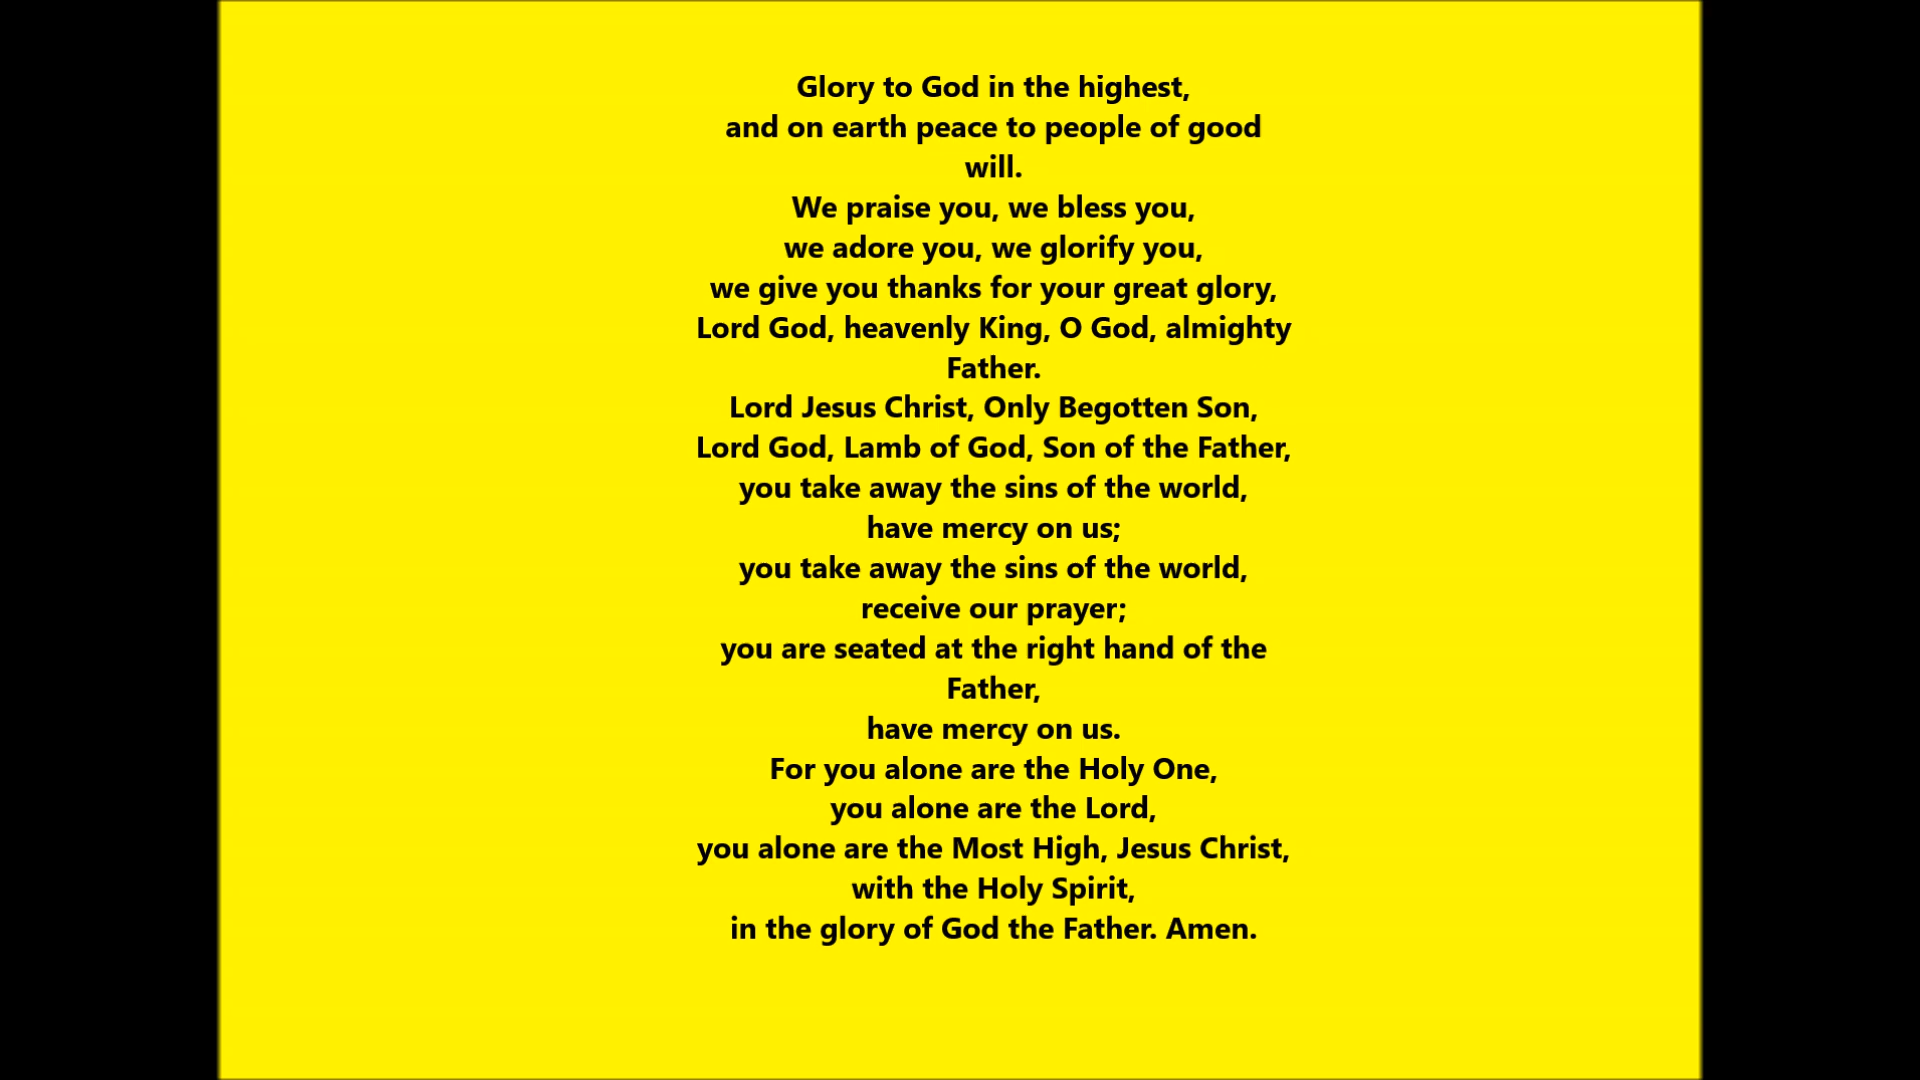 Glory to God in the highest,
and on earth peace to people of good
will.
We praise you, we bless you,
we adore you, we glorify you,
we give you thanks for your great glory,
Lord God, heavenly King, O God, almighty
Father.
Lord Jesus Christ, Only Begotten Son,
Lord God, Lamb of God, Son of the Father,
you take away the sins of the world,
have mercy on us;
you take away the sins of the world,
receive our prayer;
you are seated at the right hand of the
Father,
have mercy on us.
For you alone are the Holy One,
you alone are the Lord,
you alone are the Most High, Jesus Christ,
with the Holy Spirit,
in the glory of God the Father. Amen.